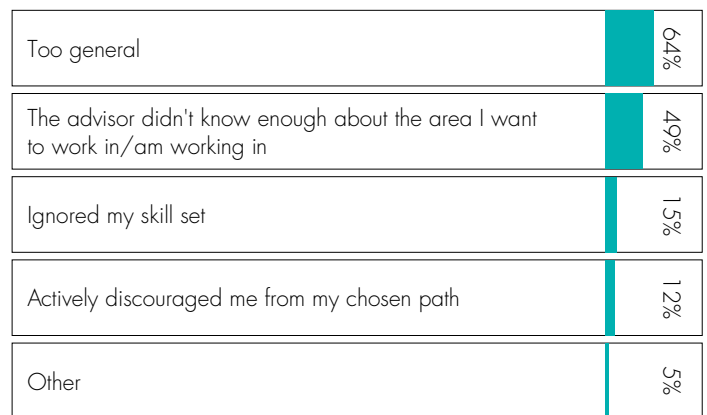 Too general
64%
The advisor didn't know enough about the area I want
to work in/am working in
49%
Ignored my skill set
15%
Actively discouraged me from my chosen path
12%
Other
5%